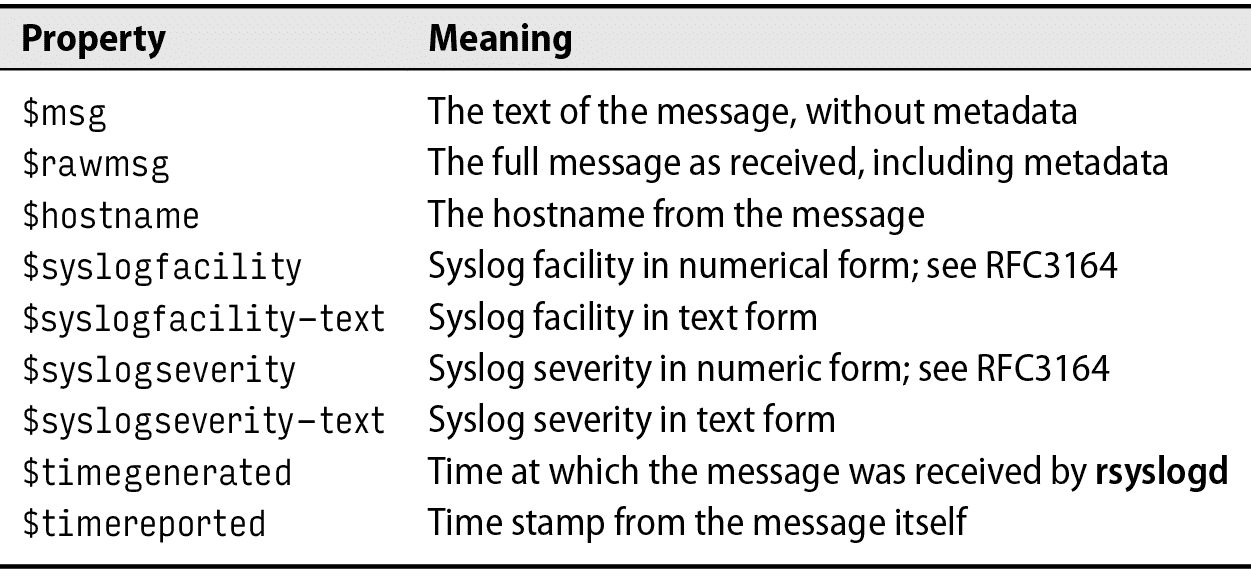 Property Meaning
$msg The text of the message, without metadata
$rawmsg The full message as received, including metadata
$hostname The hostname from the message
$syslogfacility Syslog facility in numerical form; see RFC3164
$syslogfacility-text Syslog facility in text form
$syslogseverity Syslog severity in numeric form; see RFC3164
$syslogseverity-text Syslog severity in text form
$timegenerated Time at which the message was received by rsyslogd
$timereported Time stamp from the message itself